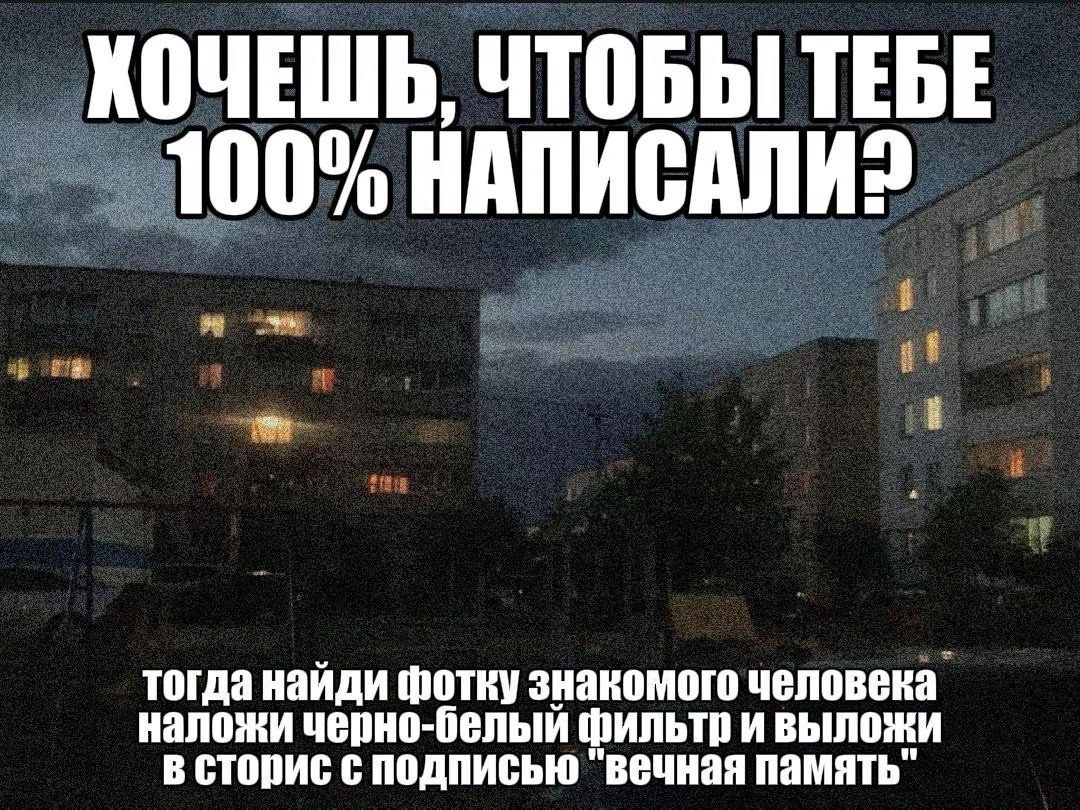 ХОЧЕШЬ, ЧТОБЫ ТЕБЕ
100% НАПИСАЛИ?
тогда найди фотку знакомого человека
наложи черно-белый фильтр и выложи
в сторис с подписью "вечная память"